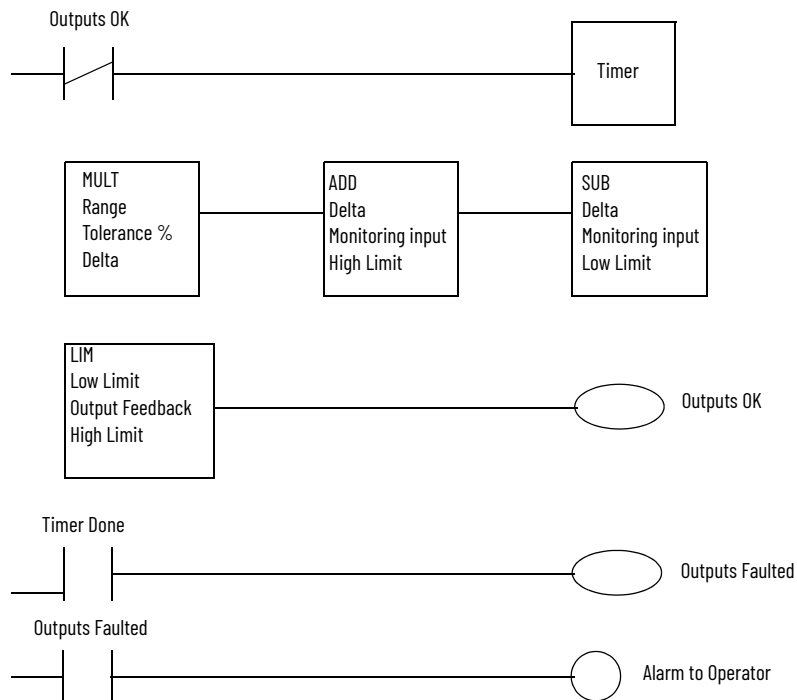 Outputs OK
Timer
MULT
Range
Tolerance %
Delta
ADD
Delta
Monitoring input
High Limit
SUB
Delta
Monitoring input
Low Limit
LIM
Low Limit
Output Feedback
High Limit
Outputs OK
Timer Done
Outputs Faulted
Outputs Faulted
Alarm to Operator